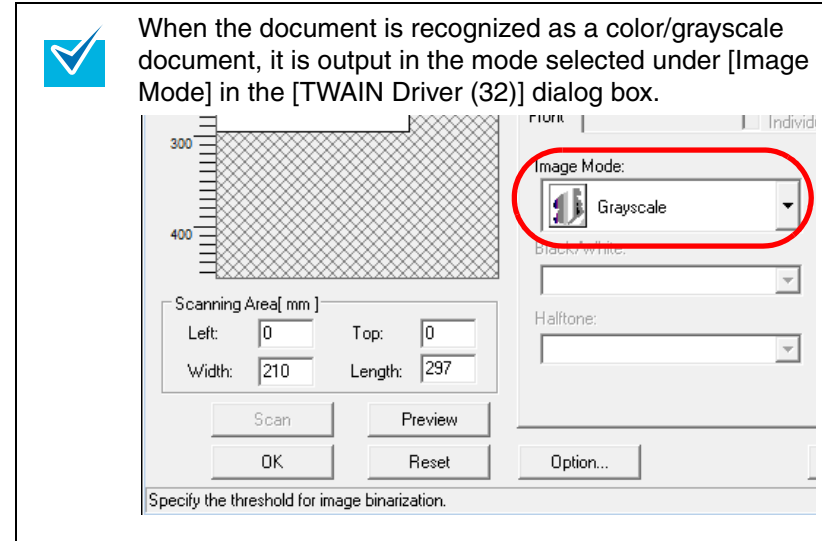 When the document is recognized as a color/grayscale
document, it is output in the mode selected under [Image
Mode] in the [TWAIN Driver (32)] dialog box.
Front
300
Image Mode:
Grayscale
400
Black/White:
Scanning Area[ mm ]
Left: 0 Top: 0
Halftone:
Width: 210 Length: 297
Scan Preview
OK Reset Option...
Specify the threshold for image binarization.